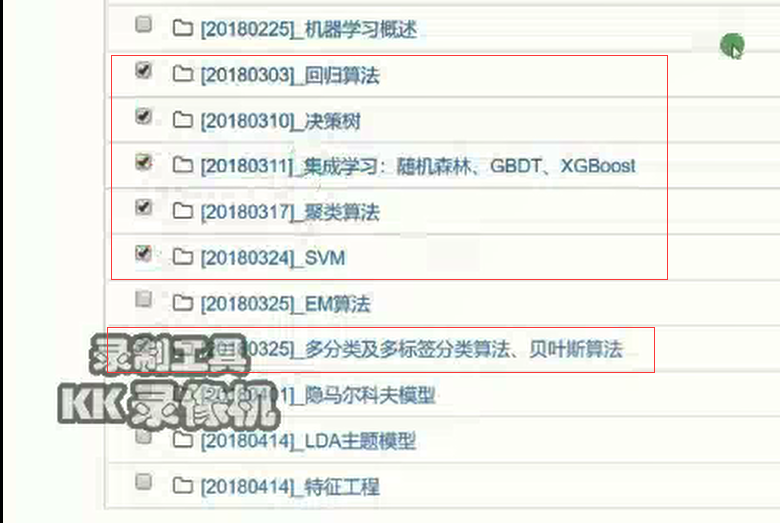 [20180225]_机器学习概述
[20180303]_回归算法
[20180310]_决策树
[20180311]_集成学习：随机森林、GBDT、XGBoost
[20180317]_聚类算法
[20180324]_SVM
[20180325]_EM算法
[20180325]_多分类及多标签分类算法、贝叶斯算法
录制工具
KK录像机
[20180401]_隐马尔科夫模型
[20180414]_LDA主题模型
[20180414]_特征工程